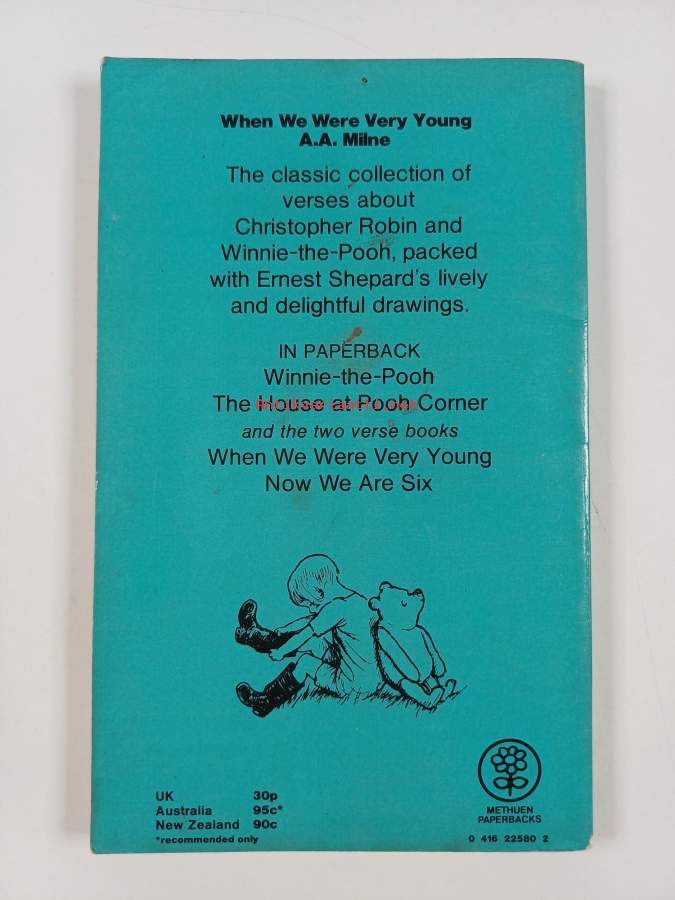 When We Were Very Young
A.A. Milne
The classic collection of
verses about
Christopher Robin and
Winnie-the-Pooh, packed
with Ernest Shepard's lively
and delightful drawings.
IN PAPERBACK
Winnie-the-Pooh
The House at Pooh Corner
and the two verse books
When We Were Very Young
Now We Are Six
UK 30p
Australia 95c*
New Zealand 90c
*recommended only
METHUEN
PAPERBACKS
0 416 22580 2